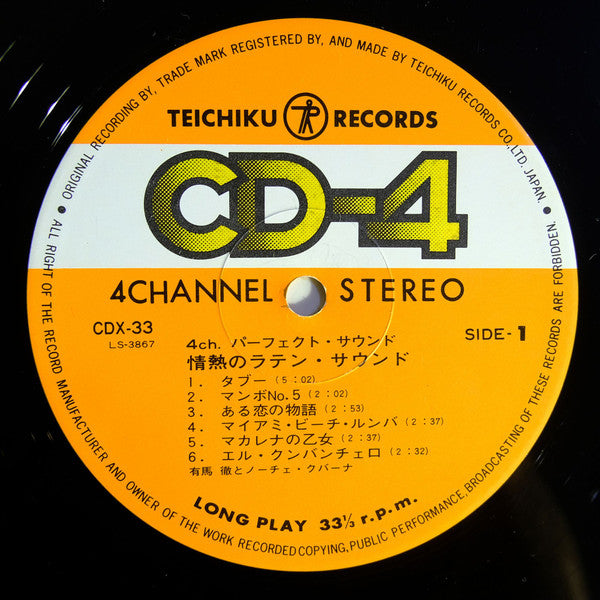 • ORIGINAL RECORDING BY, TRADE MARK REGISTERED BY, AND MADE BY TEICHIKU RECORDS CO., LTD. JAPAN. •
TEICHIKU RECORDS
CD-4
4CHANNEL STEREO
CDX-33
LS-3867
SIDE-1
4ch. パーフェクト・サウンド
情熱のラテン・サウンド
1. タブー (5:02)
2. マンボNo.5 (2:02)
3. ある恋の物語 (2:53)
4. マイアミ・ビーチ・ルンバ (2:37)
5. マカレナの乙女 (2:37)
6. エル・クンバンチェロ (2:32)
有馬 徹とノーチェ・クバーナ
LONG PLAY 33⅓ r.p.m.
• ALL RIGHT OF THE RECORD MANUFACTURER AND OWNER OF THE WORK RECORDED COPYING, PUBLIC PERFORMANCE, BROADCASTING OF THESE RECORDS ARE FORBIDDEN. •